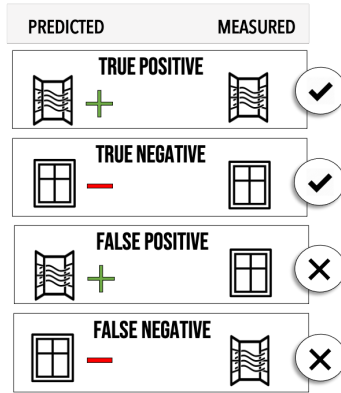 PREDICTED MEASURED
TRUE POSITIVE
TRUE NEGATIVE
FALSE POSITIVE
FALSE NEGATIVE